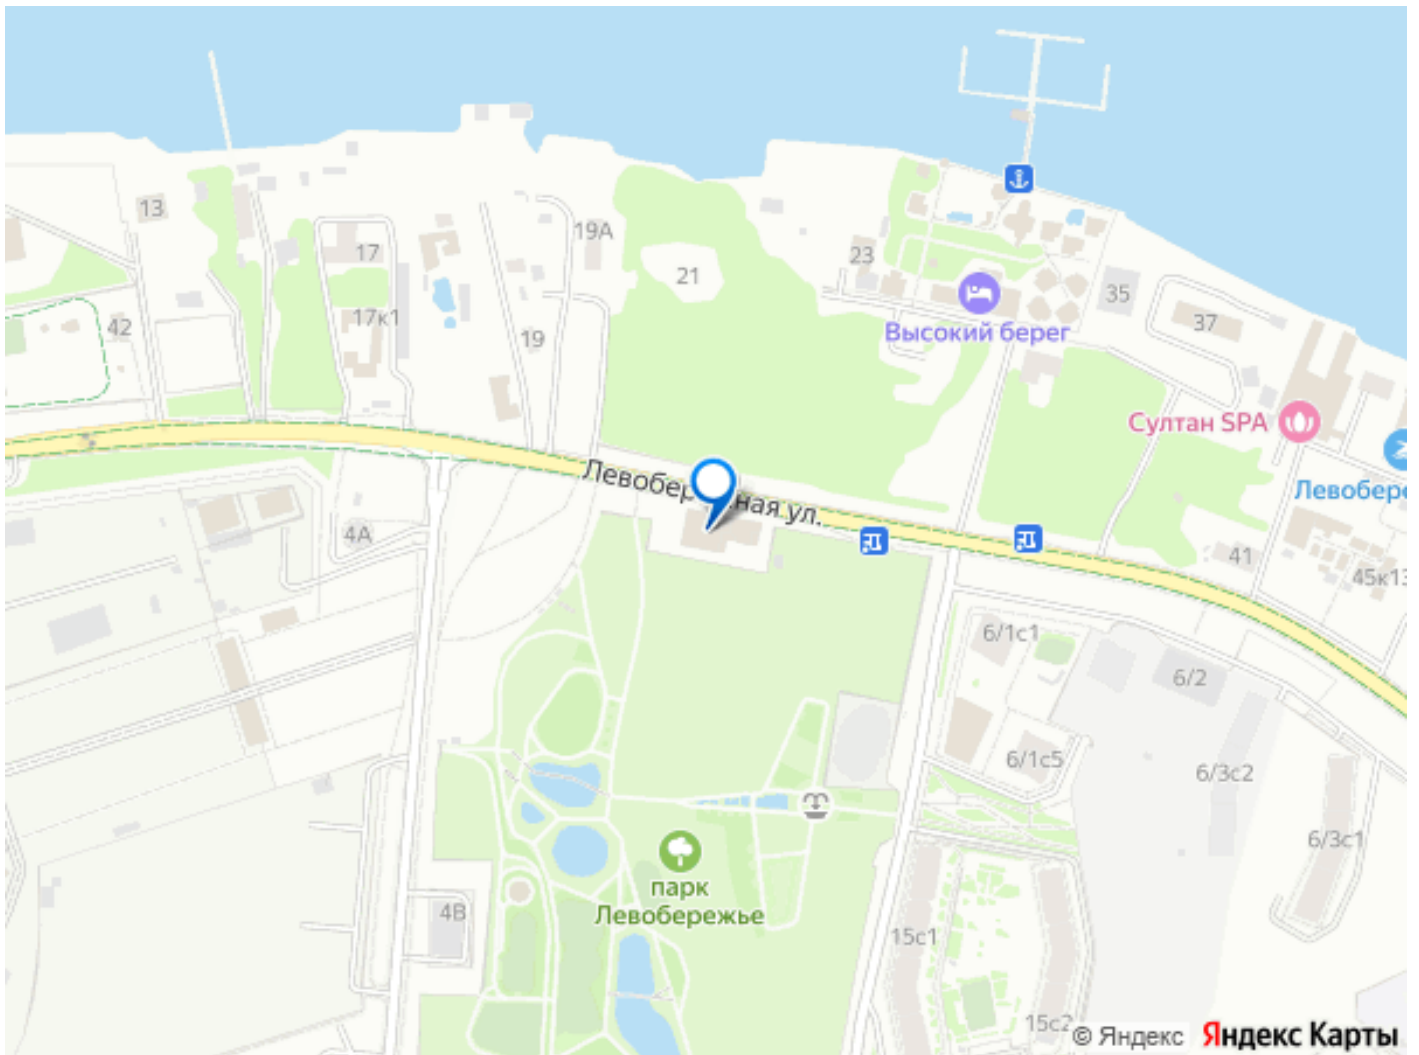 13
19А
17
23
21
35
42
17к1
37
19
Высокий берег
Султан SPA
Левобере
Левобер
ная ул.
4А
41
45к13
6/1с1
6/2
6/1с5
6/3с2
6/3с1
парк
Левобережье
4В
15с1
15с2
© Яндекс
Яндекс Карты